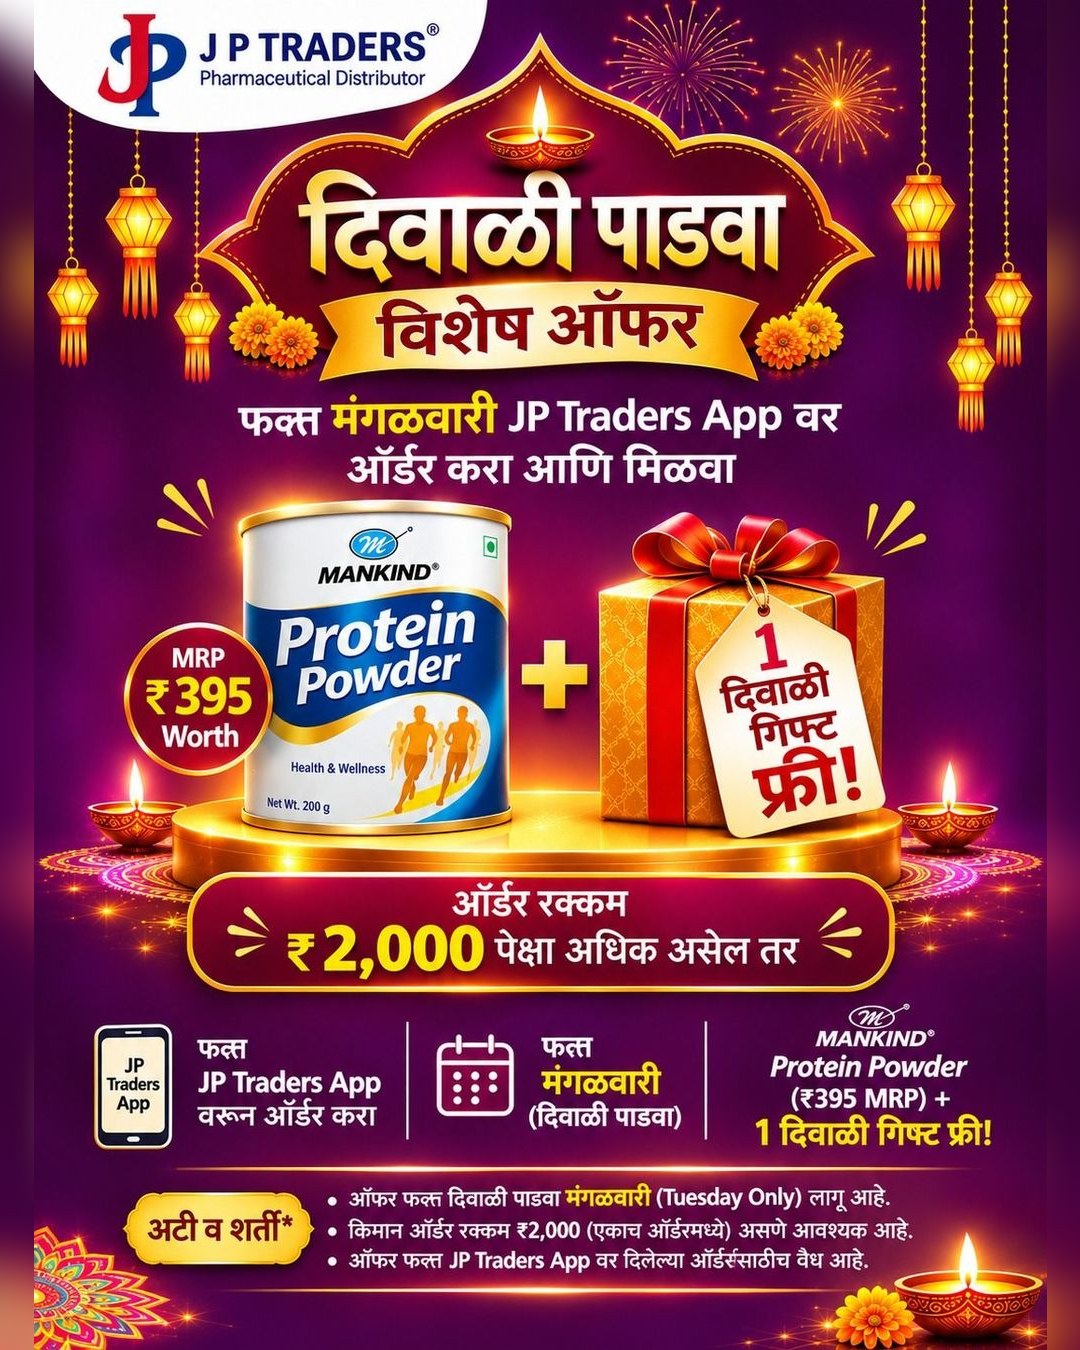 J P TRADERS®
Pharmaceutical Distributor
दिवाळी पाडवा
विशेष ऑफर
फक्त मंगळवारी JP Traders App वर
ऑर्डर करा आणि मिळवा
MANKIND®
Protein
Powder
Health & Wellness
Net Wt. 200 g
MRP
₹395
Worth
+
1
दिवाळी
गिफ्ट
फ्री!
ऑर्डर रक्कम
₹2,000 पेक्षा अधिक असेल तर
JP
Traders
App
फक्त
JP Traders App
वरून ऑर्डर करा
फक्त
मंगळवारी
(दिवाळी पाडवा)
MANKIND®
Protein Powder
(₹395 MRP) +
1 दिवाळी गिफ्ट फ्री!
अटी व शर्ती*
• ऑफर फक्त दिवाळी पाडवा मंगळवारी (Tuesday Only) लागू आहे.
• किमान ऑर्डर रक्कम ₹2,000 (एकाच ऑर्डरमध्ये) असणे आवश्यक आहे.
• ऑफर फक्त JP Traders App वर दिलेल्या ऑर्डर्ससाठीच वैध आहे.